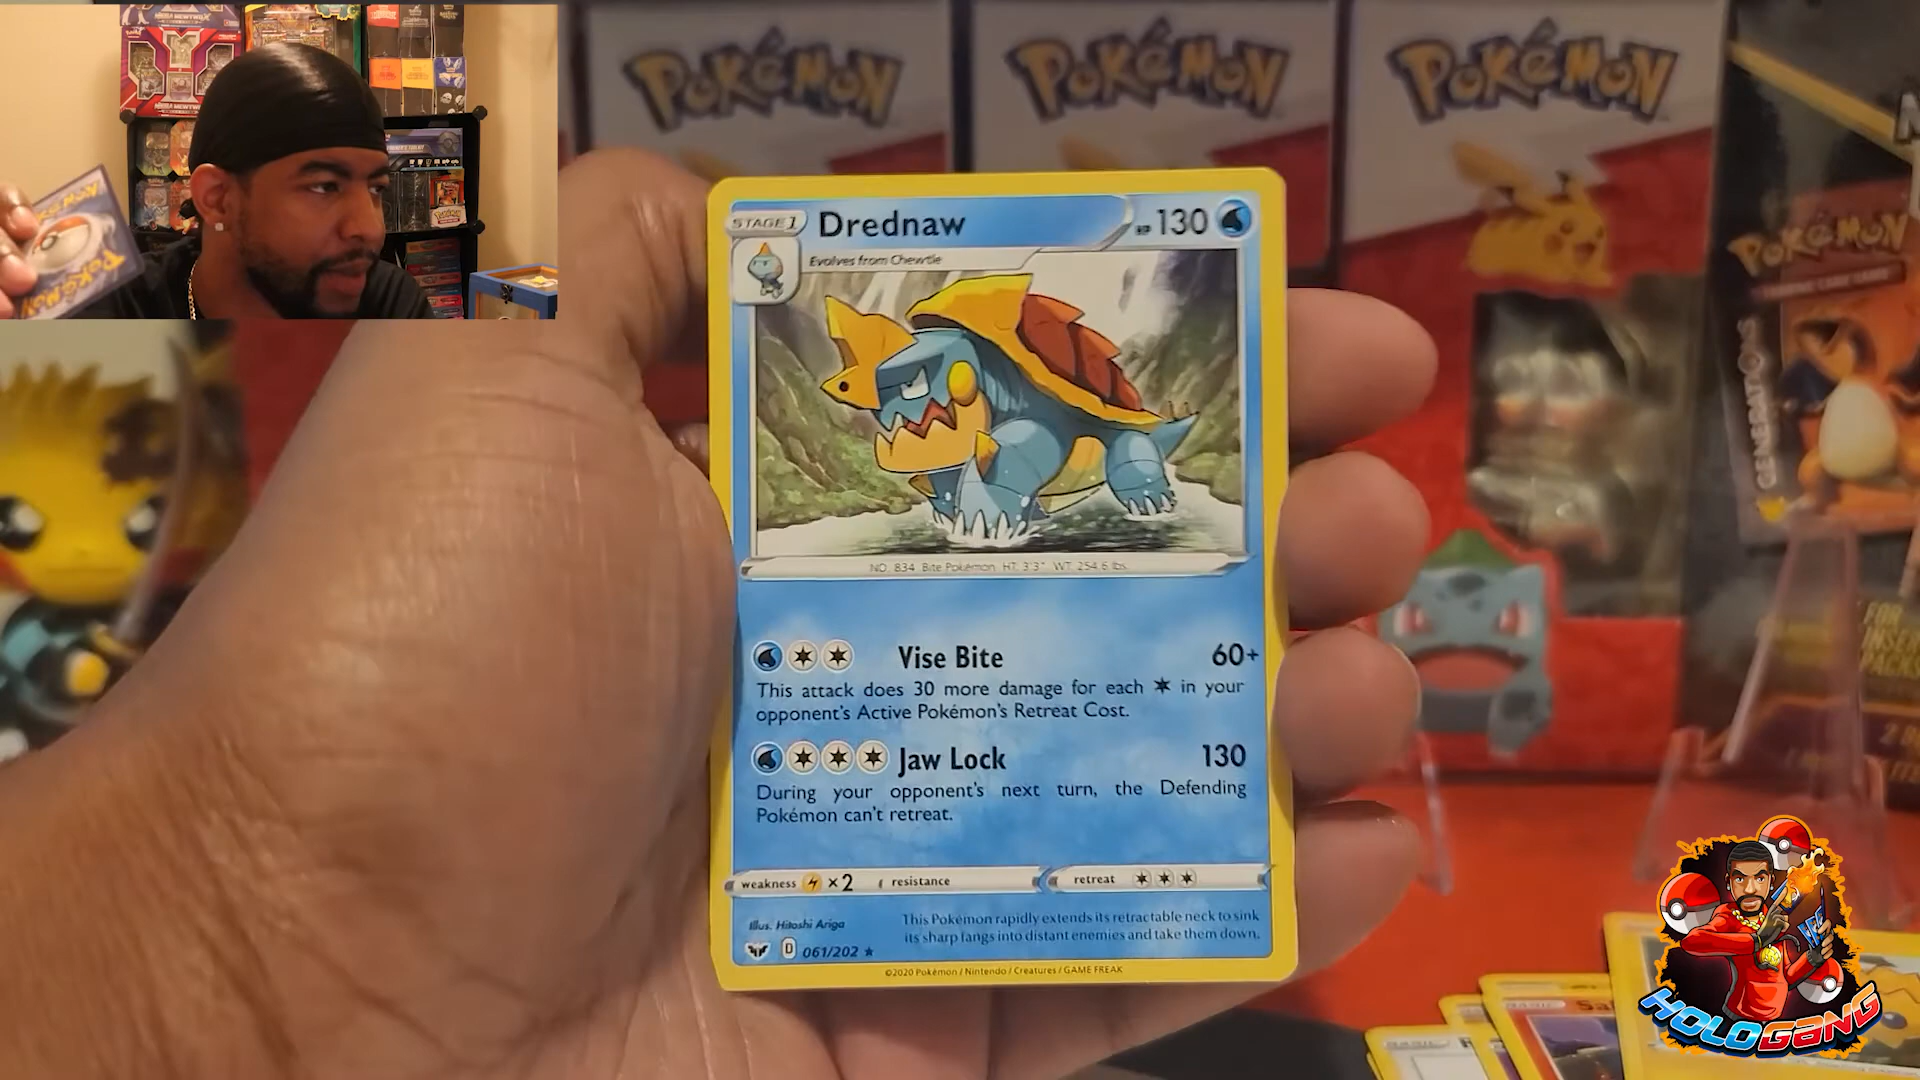 Pokémon
Pokémon
Pokémon
Pokémon
GENERATIONS
STAGE 1
Drednaw
HP 130
Evolves from Chewtle
NO. 834 Bite Pokémon HT: 3'3" WT: 254.6 lbs.
Vise Bite 60+
This attack does 30 more damage for each ✶ in your
opponent's Active Pokémon's Retreat Cost.
Jaw Lock 130
During your opponent's next turn, the Defending
Pokémon can't retreat.
weakness ×2 resistance retreat
Illus. Hitoshi Ariga
This Pokémon rapidly extends its retractable neck to sink
its sharp fangs into distant enemies and take them down.
D 061/202 ★
©2020 Pokémon / Nintendo / Creatures / GAME FREAK
HOLOGANG